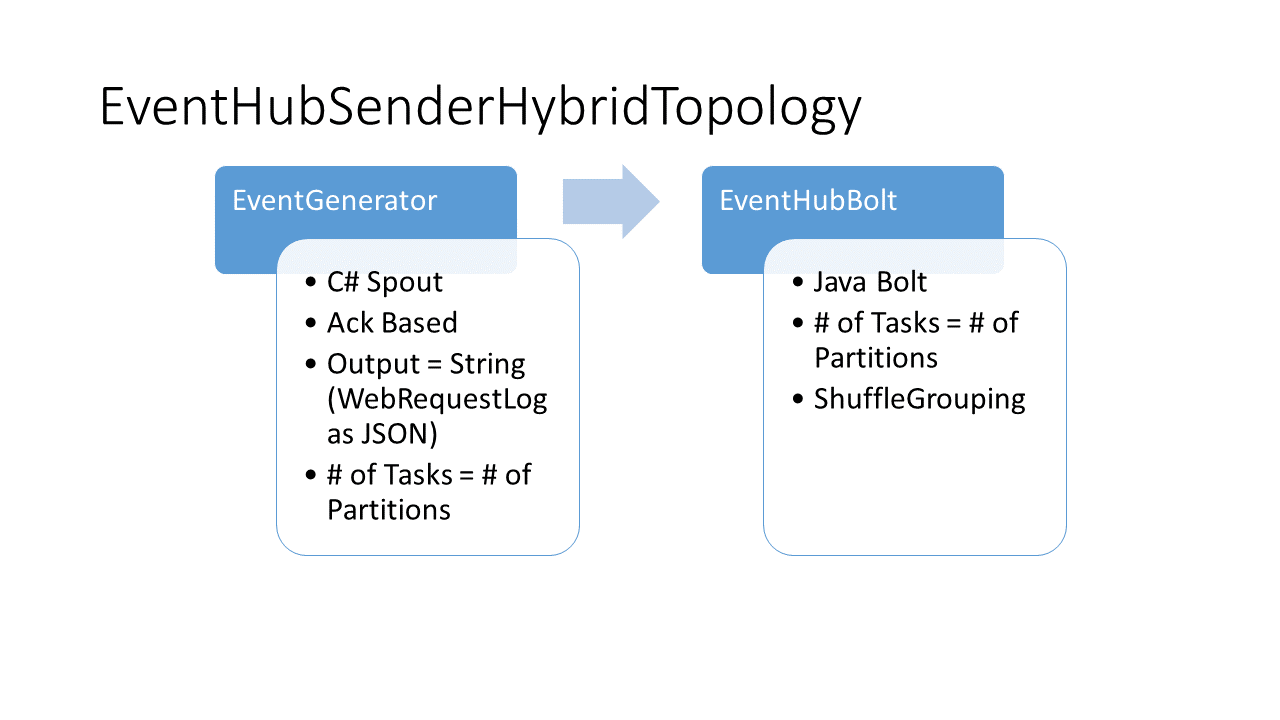 EventHubSenderHybridTopology
EventGenerator
• C# Spout
• Ack Based
• Output = String
(WebRequestLog
as JSON)
• # of Tasks = # of
Partitions
EventHubBolt
• Java Bolt
• # of Tasks = # of
Partitions
• ShuffleGrouping